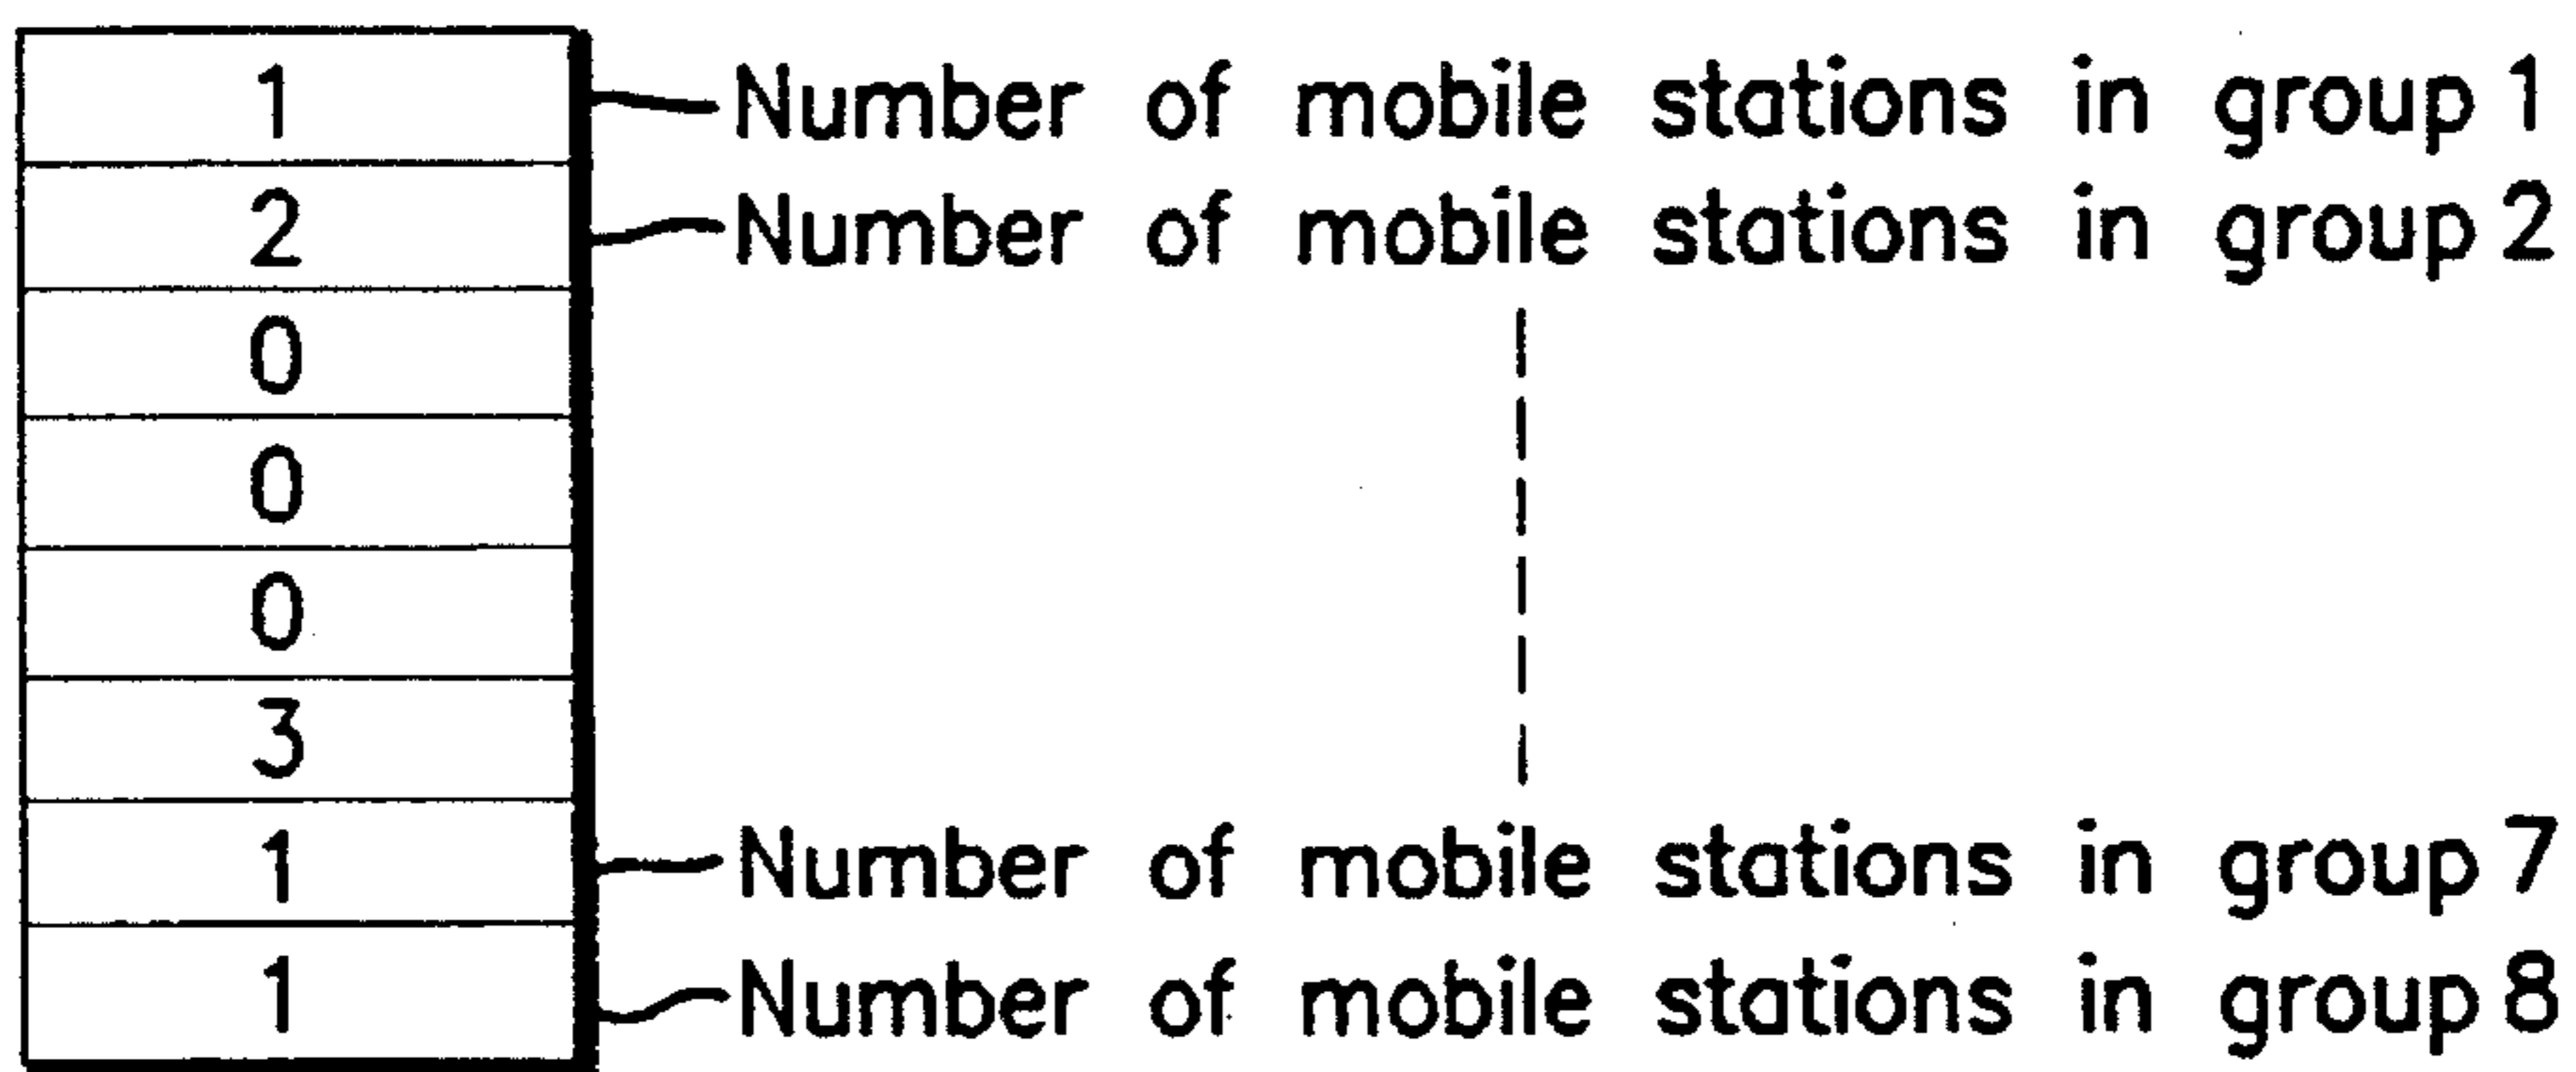 1 Number of mobile stations in group 1
2 Number of mobile stations in group 2
0
0
0
3
1 Number of mobile stations in group 7
1 Number of mobile stations in group 8